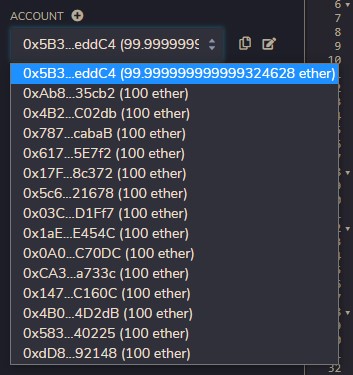 ACCOUNT
0x5B3...eddC4 (99.9999999
0x5B3...eddC4 (99.999999999999324628 ether)
0xAb8...35cb2 (100 ether)
0x4B2...C02db (100 ether)
0x787...cabaB (100 ether)
0x617...5E7f2 (100 ether)
0x17F...8c372 (100 ether)
0x5c6...21678 (100 ether)
0x03C...D1Ff7 (100 ether)
0x1aE...E454C (100 ether)
0x0A0...C70DC (100 ether)
0xCA3...a733c (100 ether)
0x147...C160C (100 ether)
0x4B0...4D2dB (100 ether)
0x583...40225 (100 ether)
0xdD8...92148 (100 ether)
6
7
8
9
10
32